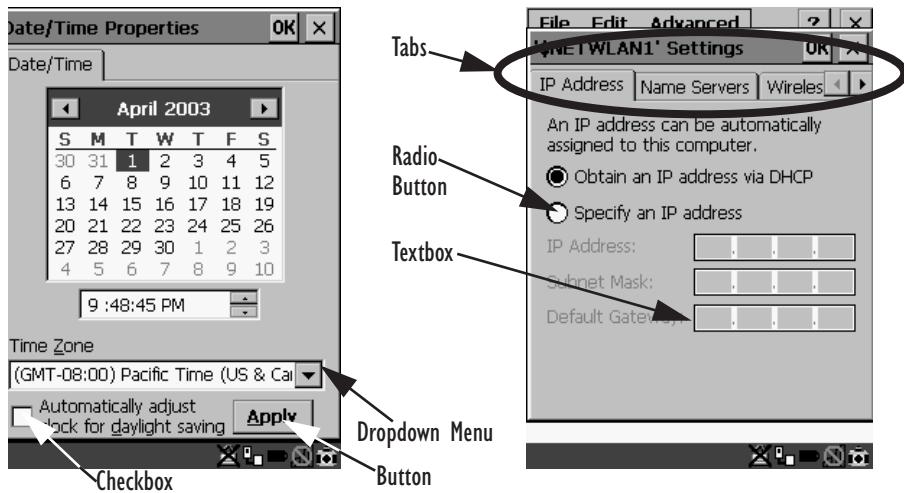 Date/Time Properties OK
Date/Time
April 2003
S M T W T F S
30 31 1 2 3 4 5
6 7 8 9 10 11 12
13 14 15 16 17 18 19
20 21 22 23 24 25 26
27 28 29 30 1 2 3
4 5 6 7 8 9 10
9 :48:45 PM
Time Zone
(GMT-08:00) Pacific Time (US & Ca
Automatically adjust
clock for daylight saving
Apply
Checkbox
Button
Dropdown Menu
Tabs
Radio
Button
Textbox
File Edit Advanced ? X
'\NETWLAN1' Settings OK
IP Address Name Servers Wireles
An IP address can be automatically
assigned to this computer.
Obtain an IP address via DHCP
Specify an IP address
IP Address:
Subnet Mask:
Default Gateway: